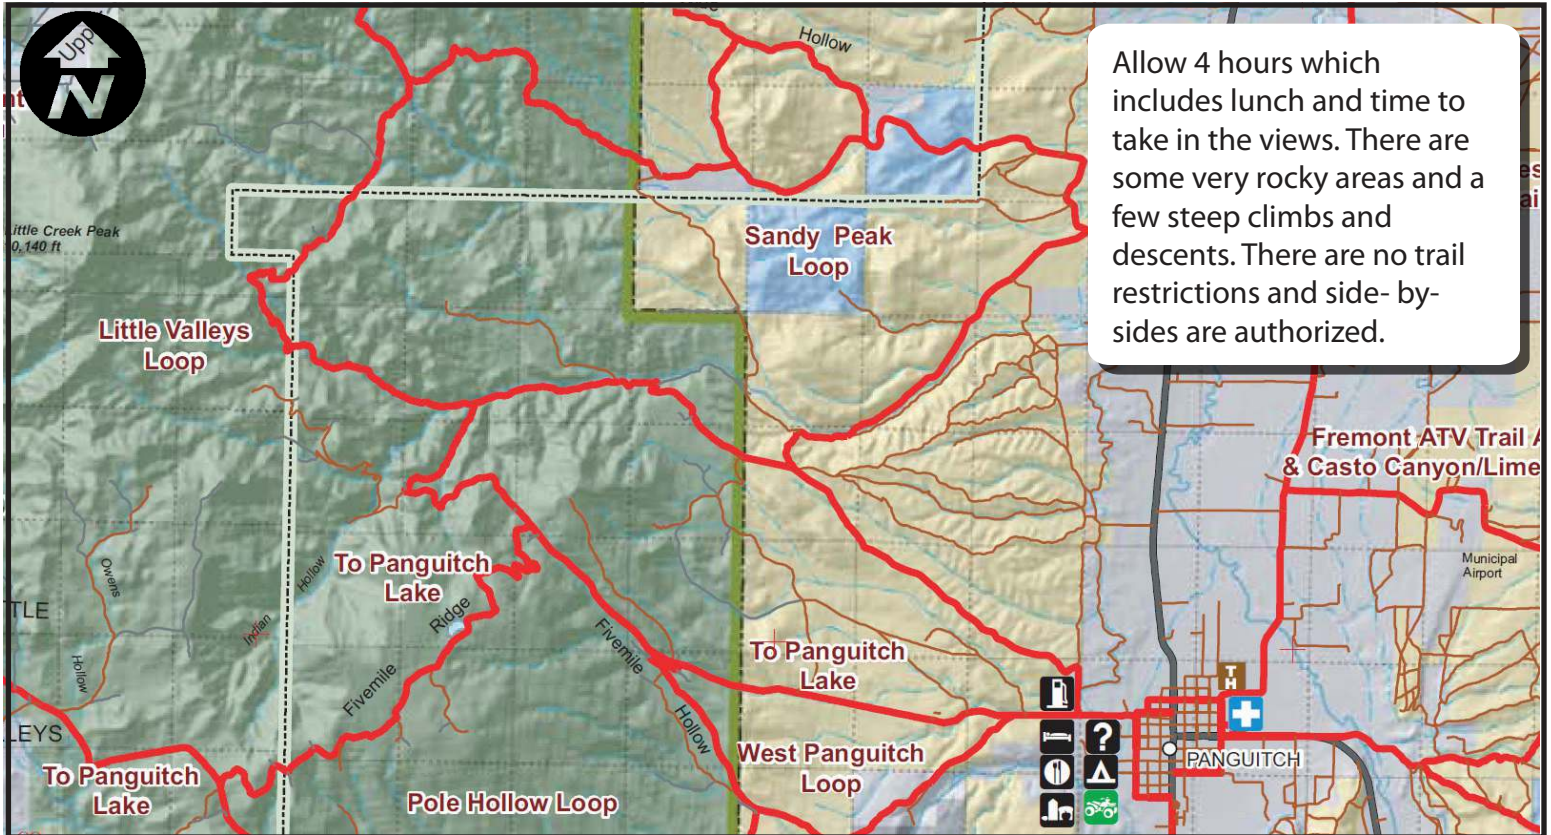 Upp
N
Hollow
Allow 4 hours which
includes lunch and time to
take in the views. There are
some very rocky areas and a
few steep climbs and
descents. There are no trail
restrictions and side- by-
sides are authorized.
ittle Creek Peak
0,140 ft
Sandy Peak
Loop
Little Valleys
Loop
Fremont ATV Trail
& Casto Canyon/Lime
Municipal
Airport
Owens
Hollow
To Panguitch
Lake
Hollow
Indian
Ridge
Fivemile
Fivemile
Hollow
TLE
LEYS
To Panguitch
Lake
TH
?
PANGUITCH
West Panguitch
Loop
To Panguitch
Lake
Pole Hollow Loop